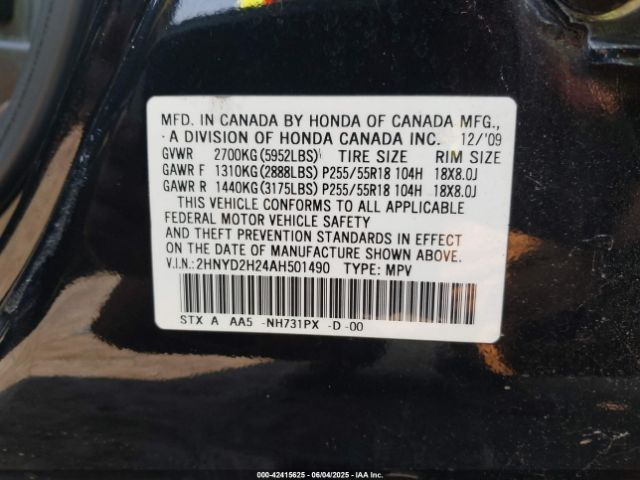 MFD. IN CANADA BY HONDA OF CANADA MFG.,
A DIVISION OF HONDA CANADA INC. 12/'09
GVWR 2700KG(5952LBS) TIRE SIZE RIM SIZE
GAWR F 1310KG(2888LBS) P255/55R18 104H 18X8.0J
GAWR R 1440KG(3175LBS) P255/55R18 104H 18X8.0J
THIS VEHICLE CONFORMS TO ALL APPLICABLE
FEDERAL MOTOR VEHICLE SAFETY
AND THEFT PREVENTION STANDARDS IN EFFECT
ON THE DATE OF MANUFACTURE SHOWN ABOVE.
V.I.N.:2HNYD2H24AH501490 TYPE: MPV
STX A AA5 -NH731PX -D -00
000-42415625 - 06/04/2025 - IAA Inc.